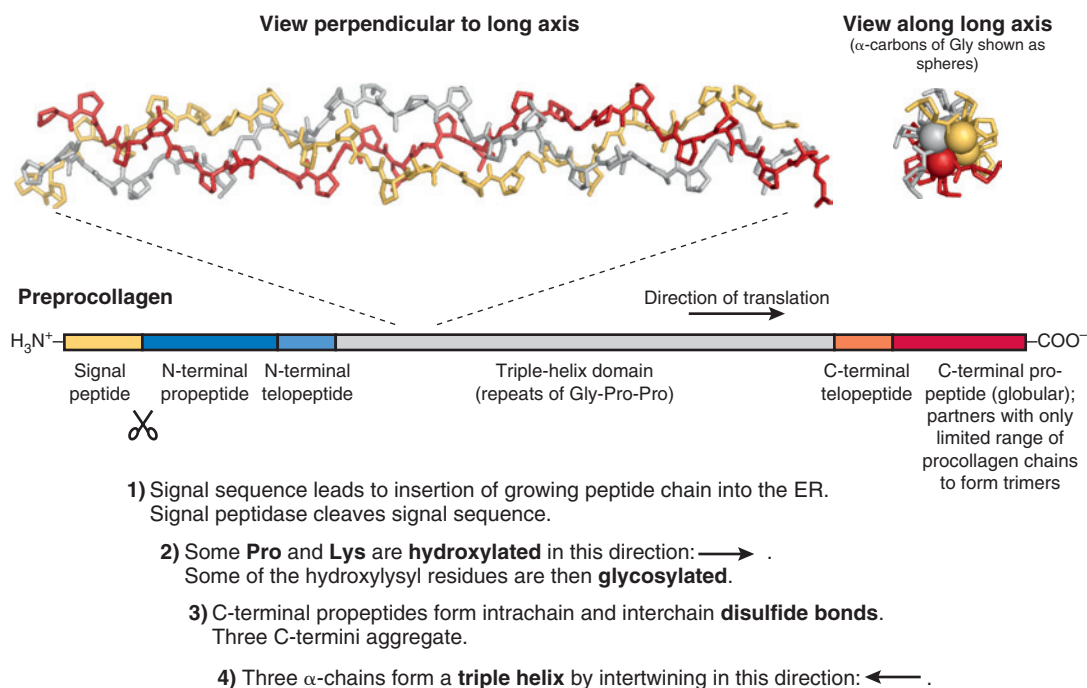 View perpendicular to long axis
View along long axis
(α-carbons of Gly shown as
spheres)
Preprocollagen
Direction of translation
H₃N⁺
COO⁻
Signal
peptide
N-terminal
propeptide
N-terminal
telopeptide
Triple-helix domain
(repeats of Gly-Pro-Pro)
C-terminal
telopeptide
C-terminal pro-
peptide (globular);
partners with only
limited range of
procollagen chains
to form trimers
1) Signal sequence leads to insertion of growing peptide chain into the ER.
Signal peptidase cleaves signal sequence.
2) Some Pro and Lys are hydroxylated in this direction: → .
Some of the hydroxylysyl residues are then glycosylated.
3) C-terminal propeptides form intrachain and interchain disulfide bonds.
Three C-termini aggregate.
4) Three α-chains form a triple helix by intertwining in this direction: ← .